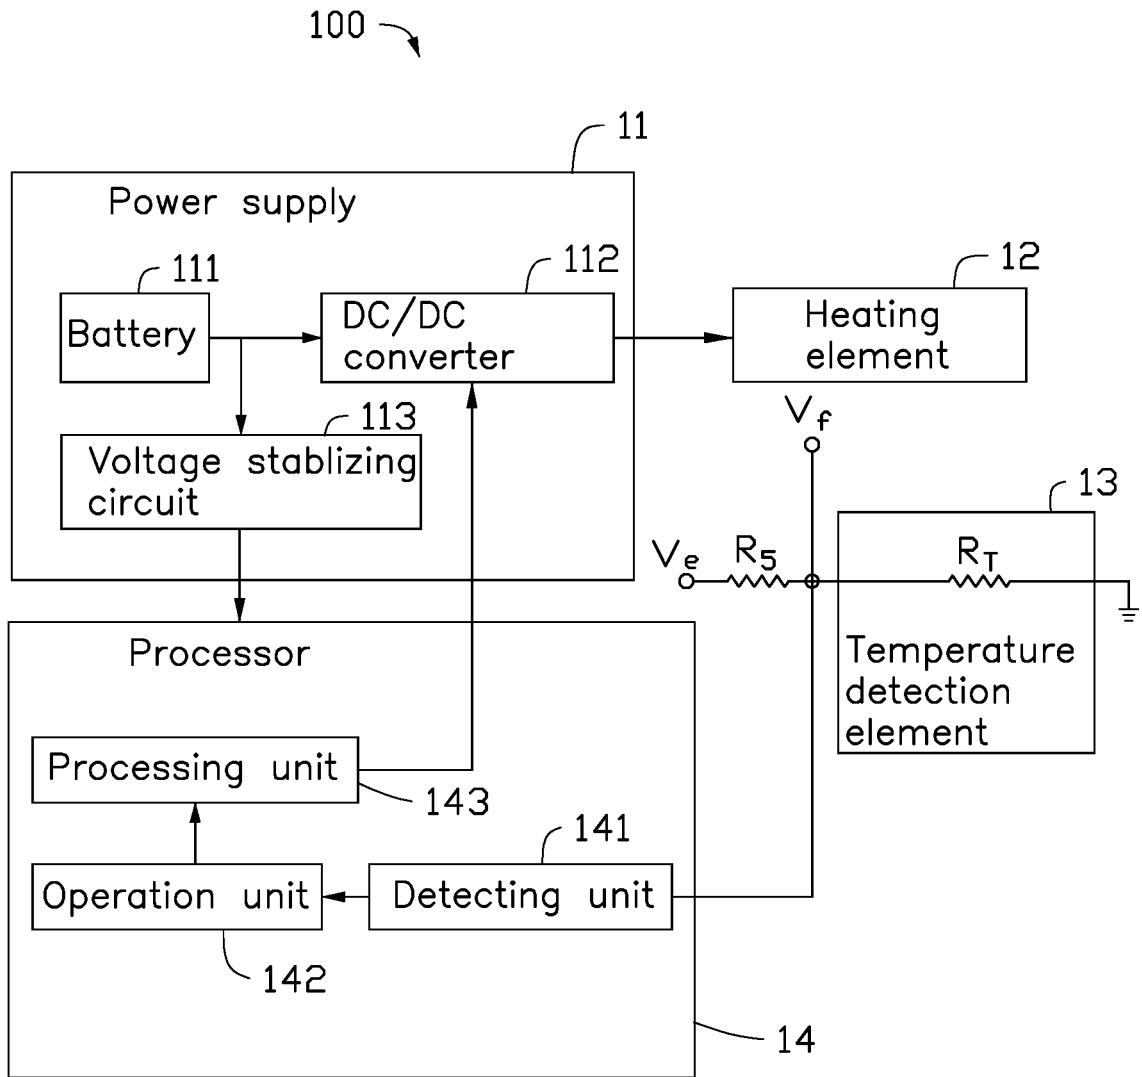 100
11
Power supply
111
112
12
Battery
DC/DC
converter
Heating
element
113
Voltage stablizing
circuit
Vf
13
Ve
R5
RT
Temperature
detection
element
Processor
Processing unit
143
141
Operation unit
Detecting unit
142
14